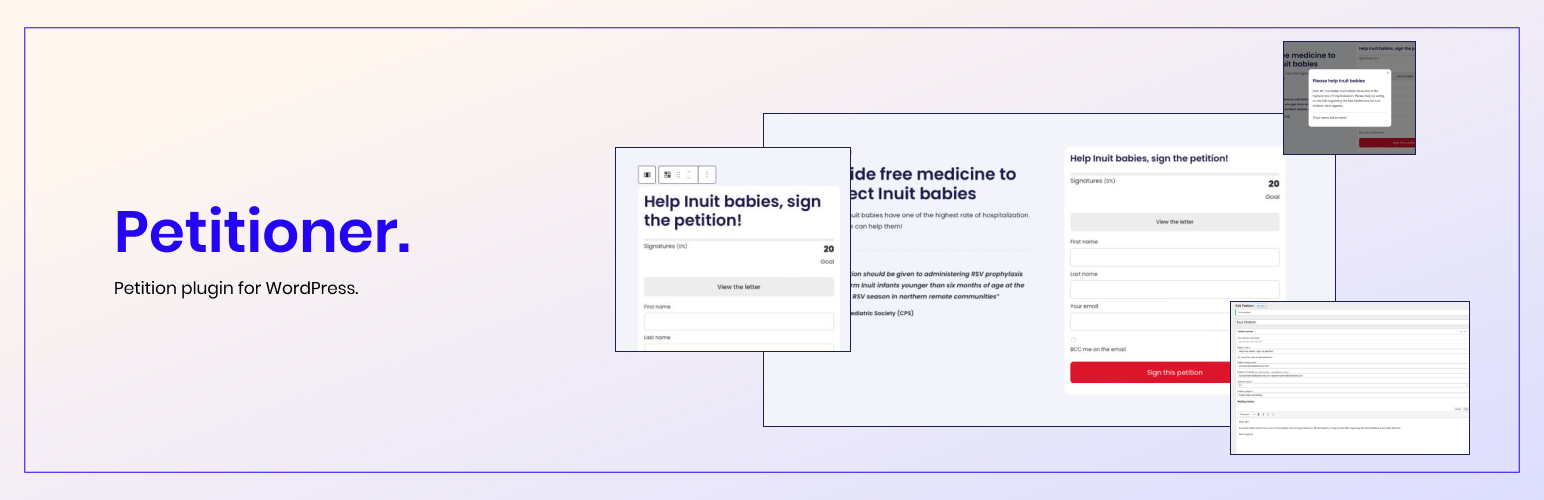 Petitioner.
Petition plugin for WordPress.
Help Inuit babies, sign
the petition!
Signatures (0%)
20
Goal
View the letter
First name
Last name
ide free medicine to
ect Inuit babies
uit babies have one of the highest rate of hospitalization.
e can help them!
ion should be given to administering RSV prophylaxis
rm Inuit infants younger than six months of age at the
RSV season in northern remote communities"
ediatric Society (CPS)
Help Inuit babies, sign the petition!
Signatures (0%)
20
Goal
View the letter
First name
Last name
Your email
BCC me on the email
Sign this petition
e medicine to
uit babies
Help Inuit babies, sign the p
Please help Inuit babies
Edit Petition
Inuit Children